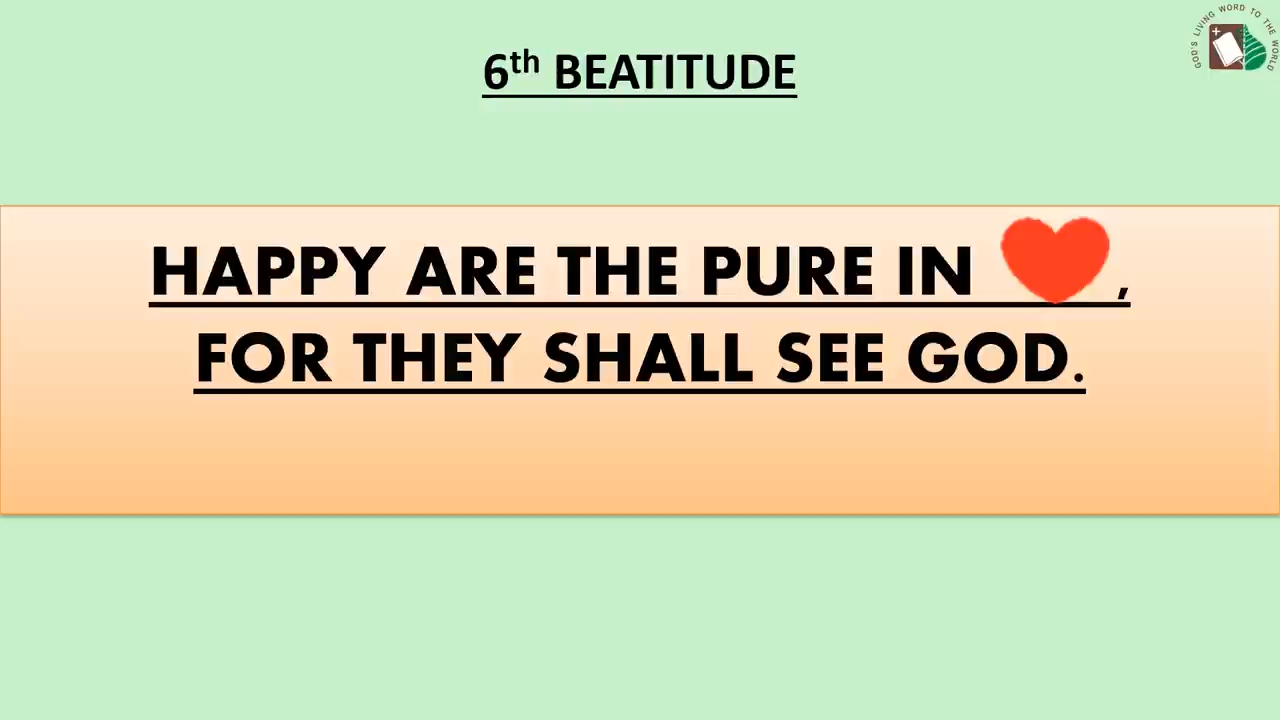 GOD'S LIVING WORD TO THE WORLD
6th BEATITUDE
HAPPY ARE THE PURE IN ❤,
FOR THEY SHALL SEE GOD.